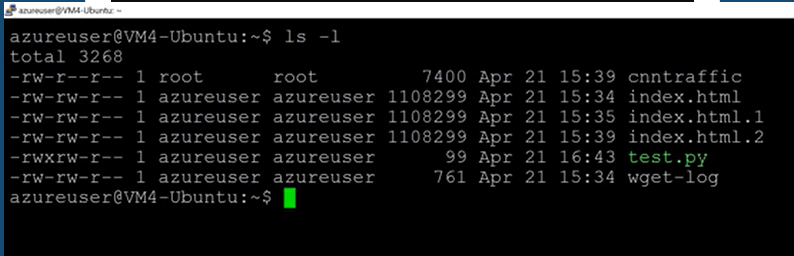 azureuser@VM4-Ubuntu: ~
azureuser@VM4-Ubuntu:~$ ls -l
total 3268
-rw-r--r-- 1 root      root         7400 Apr 21 15:39 cnntraffic
-rw-rw-r-- 1 azureuser azureuser 1108299 Apr 21 15:34 index.html
-rw-rw-r-- 1 azureuser azureuser 1108299 Apr 21 15:35 index.html.1
-rw-rw-r-- 1 azureuser azureuser 1108299 Apr 21 15:39 index.html.2
-rwxrw-r-- 1 azureuser azureuser      99 Apr 21 16:43 test.py
-rw-rw-r-- 1 azureuser azureuser     761 Apr 21 15:34 wget-log
azureuser@VM4-Ubuntu:~$